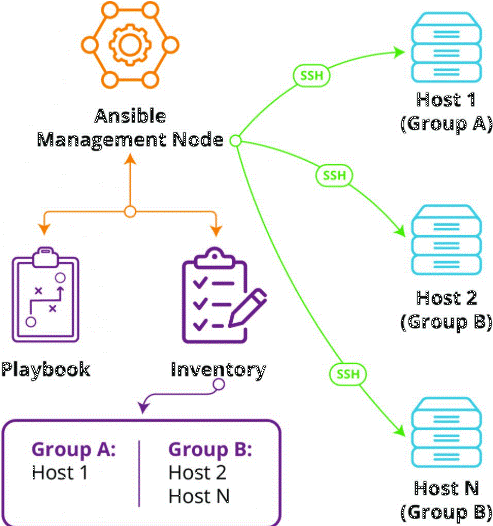 Ansible
Management Node
SSH
SSH
SSH
Host 1
(Group A)
Host 2
(Group B)
Host N
(Group B)
Playbook
Inventory
Group A:
Host 1
Group B:
Host 2
Host N